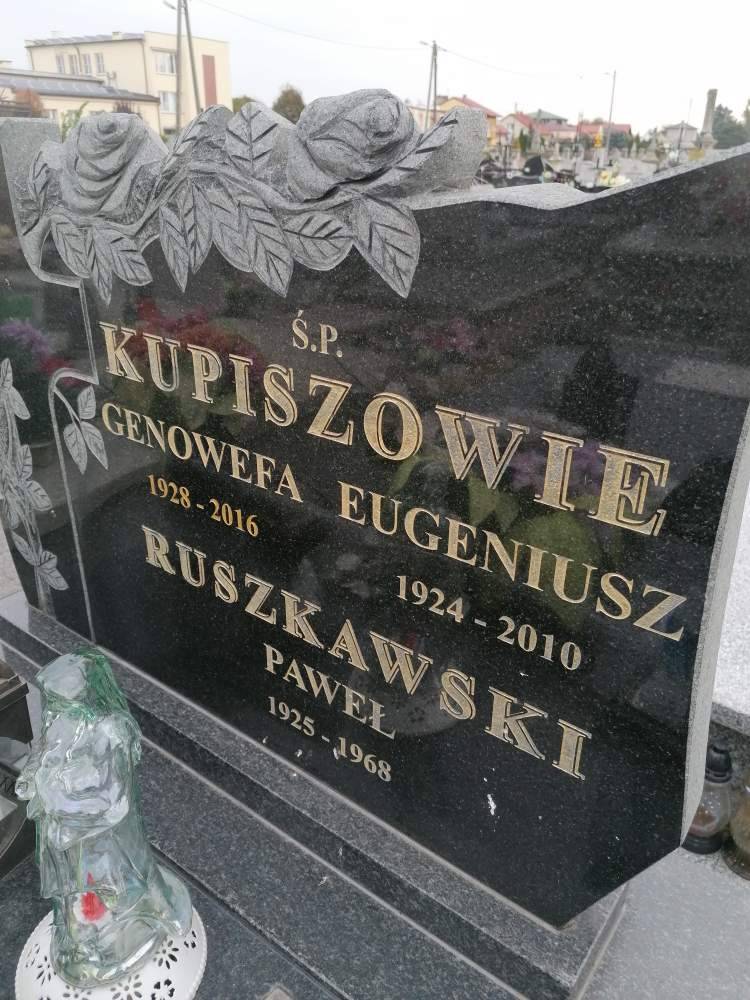 Ś.P.
KUPISZOWIE
GENOWEFA EUGENIUSZ
1928 - 2016 1924 - 2010
RUSZKAWSKI
PAWEŁ
1925 - 1968